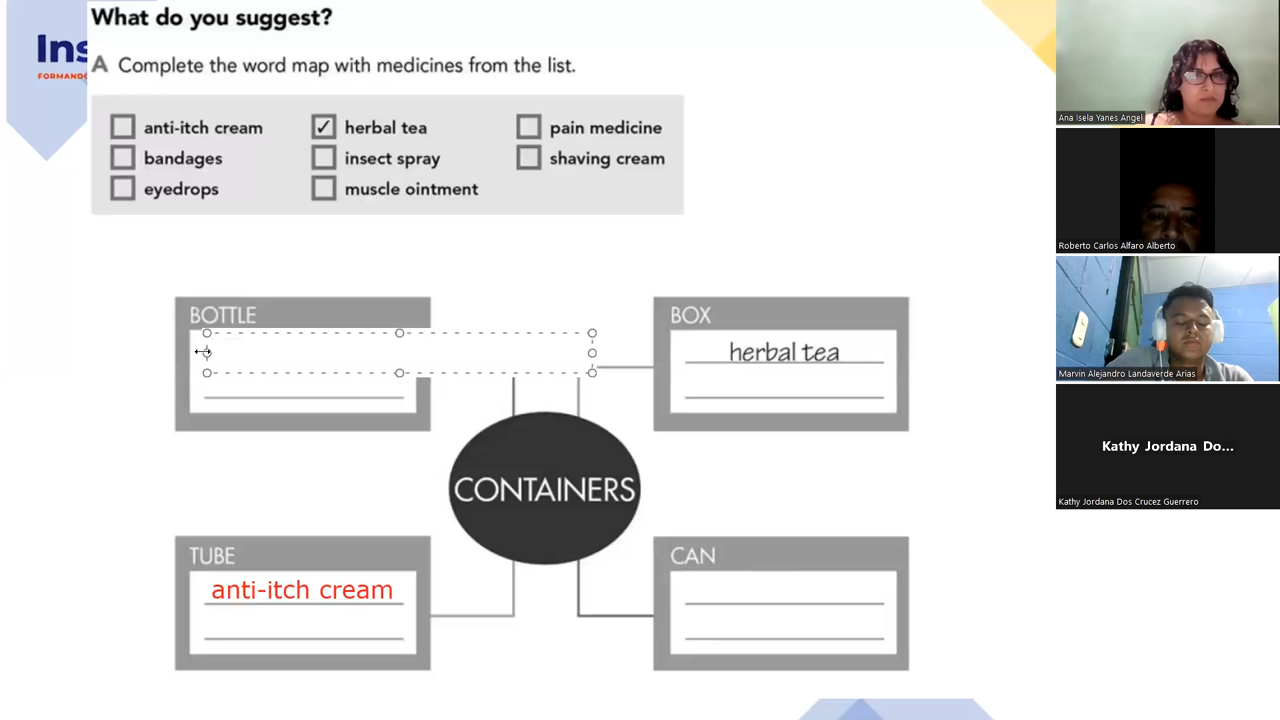 What do you suggest?
Ins
FORMANDO
A Complete the word map with medicines from the list.
anti-itch cream
herbal tea
pain medicine
bandages
insect spray
shaving cream
eyedrops
muscle ointment
BOTTLE
BOX
herbal tea
CONTAINERS
TUBE
anti-itch cream
CAN
Ana Isela Yanes Angel
Roberto Carlos Alfaro Alberto
Marvin Alejandro Landaverde Arias
Kathy Jordana Do...
Kathy Jordana Dos Crucez Guerrero